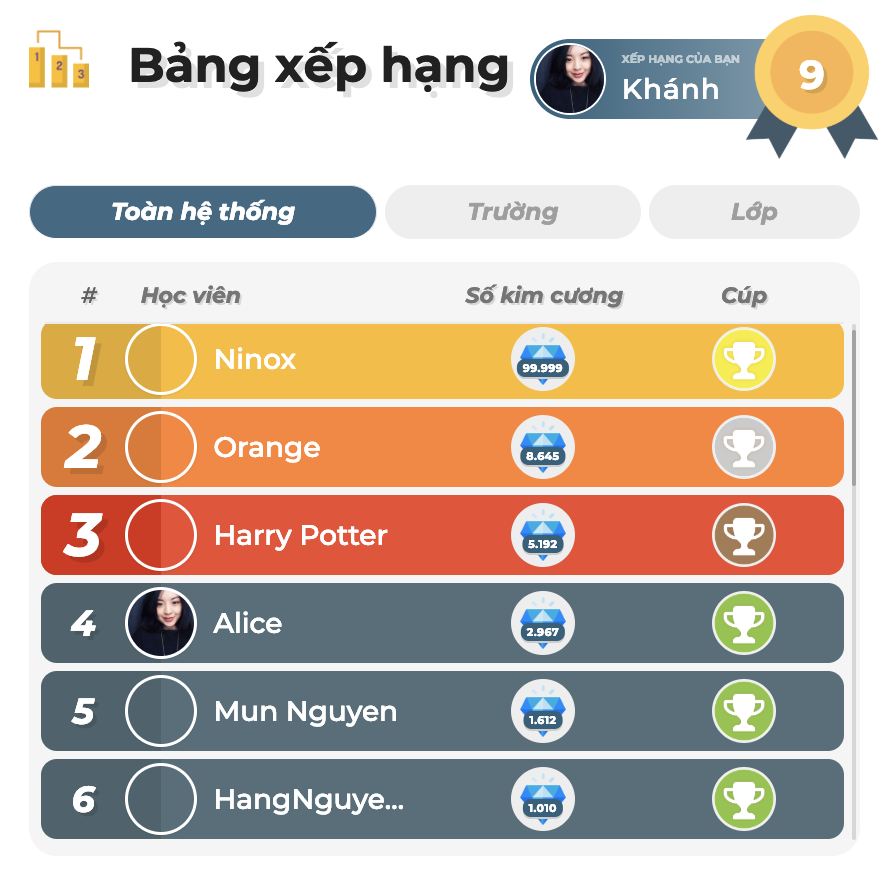 1
2
3
Bảng xếp hạng
XẾP HẠNG CỦA BẠN
Khánh
9
Toàn hệ thống
Trường
Lớp
# Học viên Số kim cương Cúp
1 Ninox 99.999
2 Orange 8.645
3 Harry Potter 5.192
4 Alice 2.967
5 Mun Nguyen 1.612
6 HangNguye... 1.010